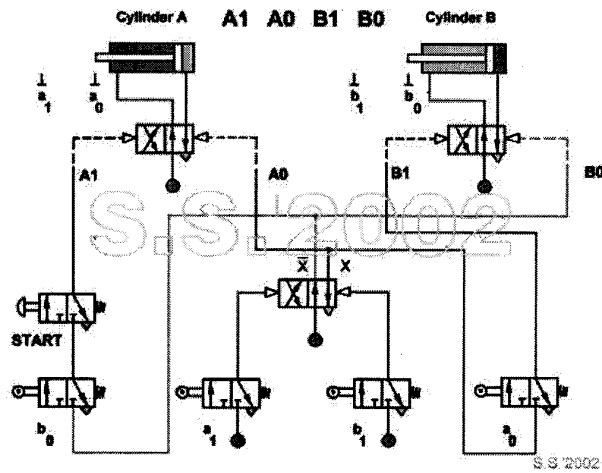 Cylinder A A1 A0 B1 B0 Cylinder B
a1 a0 b1 b0
A1 A0 B1 B0
S.S.2002
X̅ X
START
b0 a1 b1 a0
S.S.2002